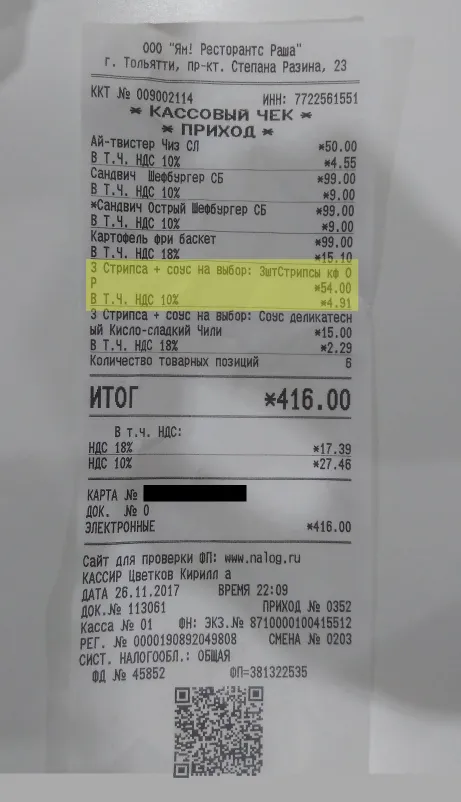 ООО "Ям! Ресторантс Раша"
г. Тольятти, пр-кт. Степана Разина, 23
ККТ № 009002114 ИНН: 7722561551
* КАССОВЫЙ ЧЕК *
* ПРИХОД *
Ай-твистер Чиз СЛ *50.00
В Т.Ч. НДС 10% *4.55
Сандвич Шефбургер СБ *99.00
В Т.Ч. НДС 10% *9.00
*Сандвич Острый Шефбургер СБ *99.00
В Т.Ч. НДС 10% *9.00
Картофель фри баскет *99.00
В Т.Ч. НДС 18% *15.10
3 Стрипса + соус на выбор: 3штСтрипсы кф О
Р *54.00
В Т.Ч. НДС 10% *4.91
3 Стрипса + соус на выбор: Соус деликатесн
ый Кисло-сладкий Чили *15.00
В Т.Ч. НДС 18% *2.29
Количество товарных позиций 6
ИТОГ *416.00
В т.ч. НДС:
НДС 18% *17.39
НДС 10% *27.46
КАРТА №
ДОК. № 0
ЭЛЕКТРОННЫЕ *416.00
Сайт для проверки ФП: www.nalog.ru
КАССИР Цветков Кирилл а
ДАТА 26.11.2017 ВРЕМЯ 22:09
ДОК.№ 113061 ПРИХОД № 0352
Касса № 01 ФН: ЭКЗ.№ 8710000100415512
РЕГ. № 0000190892049808 СМЕНА № 0203
СИСТ. НАЛОГООБЛ.: ОБЩАЯ
ФД № 45852 ФП=381322535